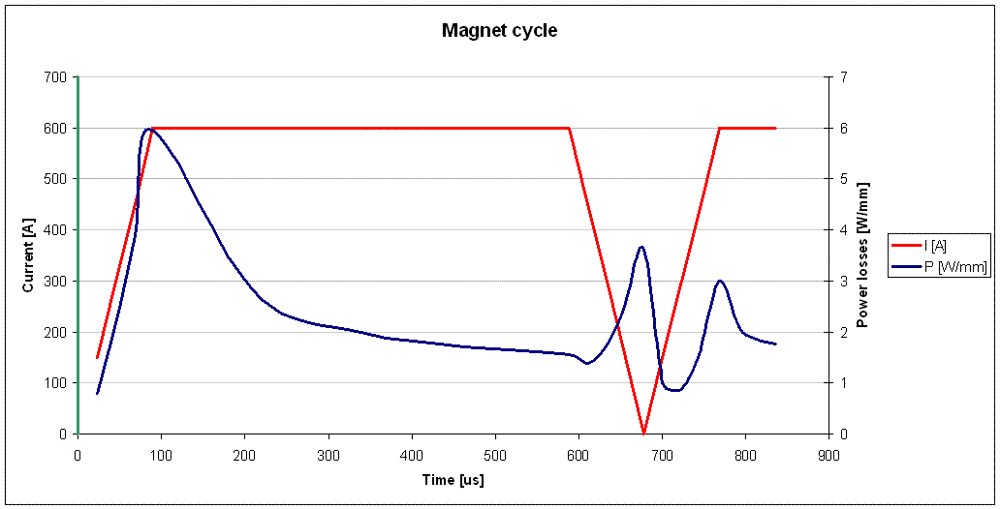 Magnet cycle
700
600
500
400
300
200
100
0
Current [A]
7
6
5
4
3
2
1
0
Power losses [W/mm]
I [A]
P [W/mm]
0 100 200 300 400 500 600 700 800 900
Time [us]